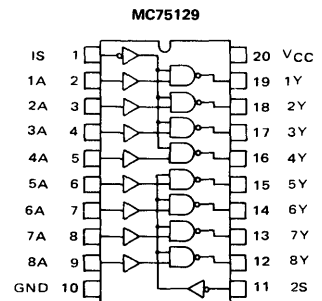 MC75129
IS 1 20 VCC
1A 2 19 1Y
2A 3 18 2Y
3A 4 17 3Y
4A 5 16 4Y
5A 6 15 5Y
6A 7 14 6Y
7A 8 13 7Y
8A 9 12 8Y
GND 10 11 2S